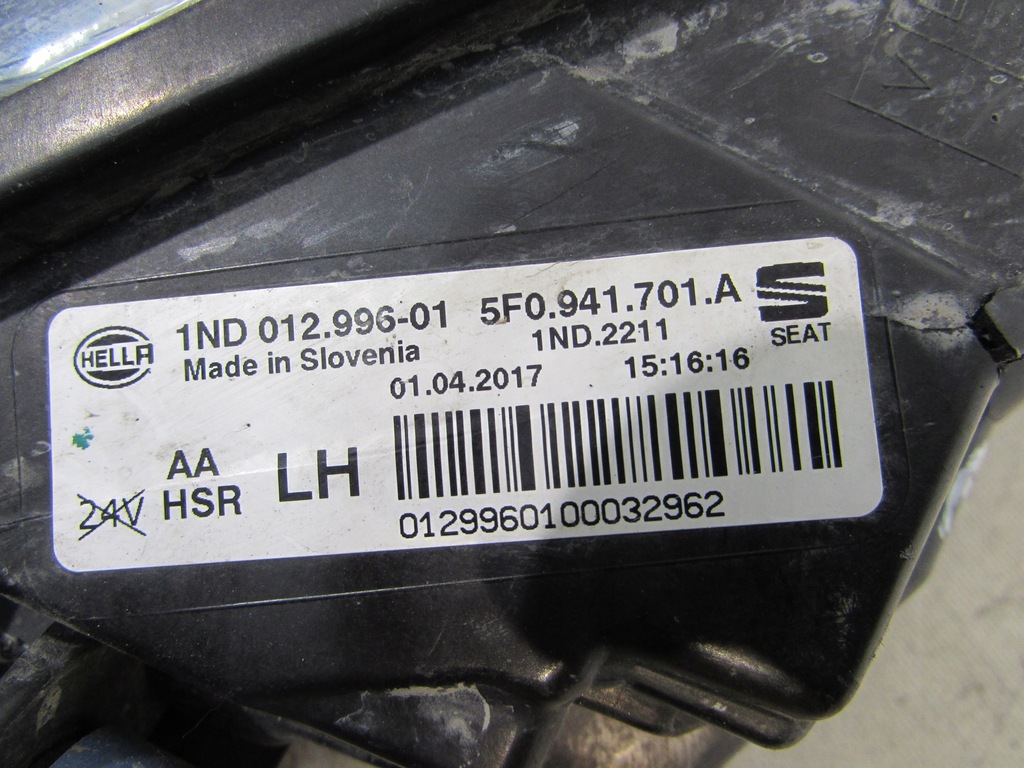 HELLA
1ND 012.996-01 5F0.941.701.A
Made in Slovenia 1ND.2211
SEAT
01.04.2017 15:16:16
AA
24V HSR LH
0129960100032962